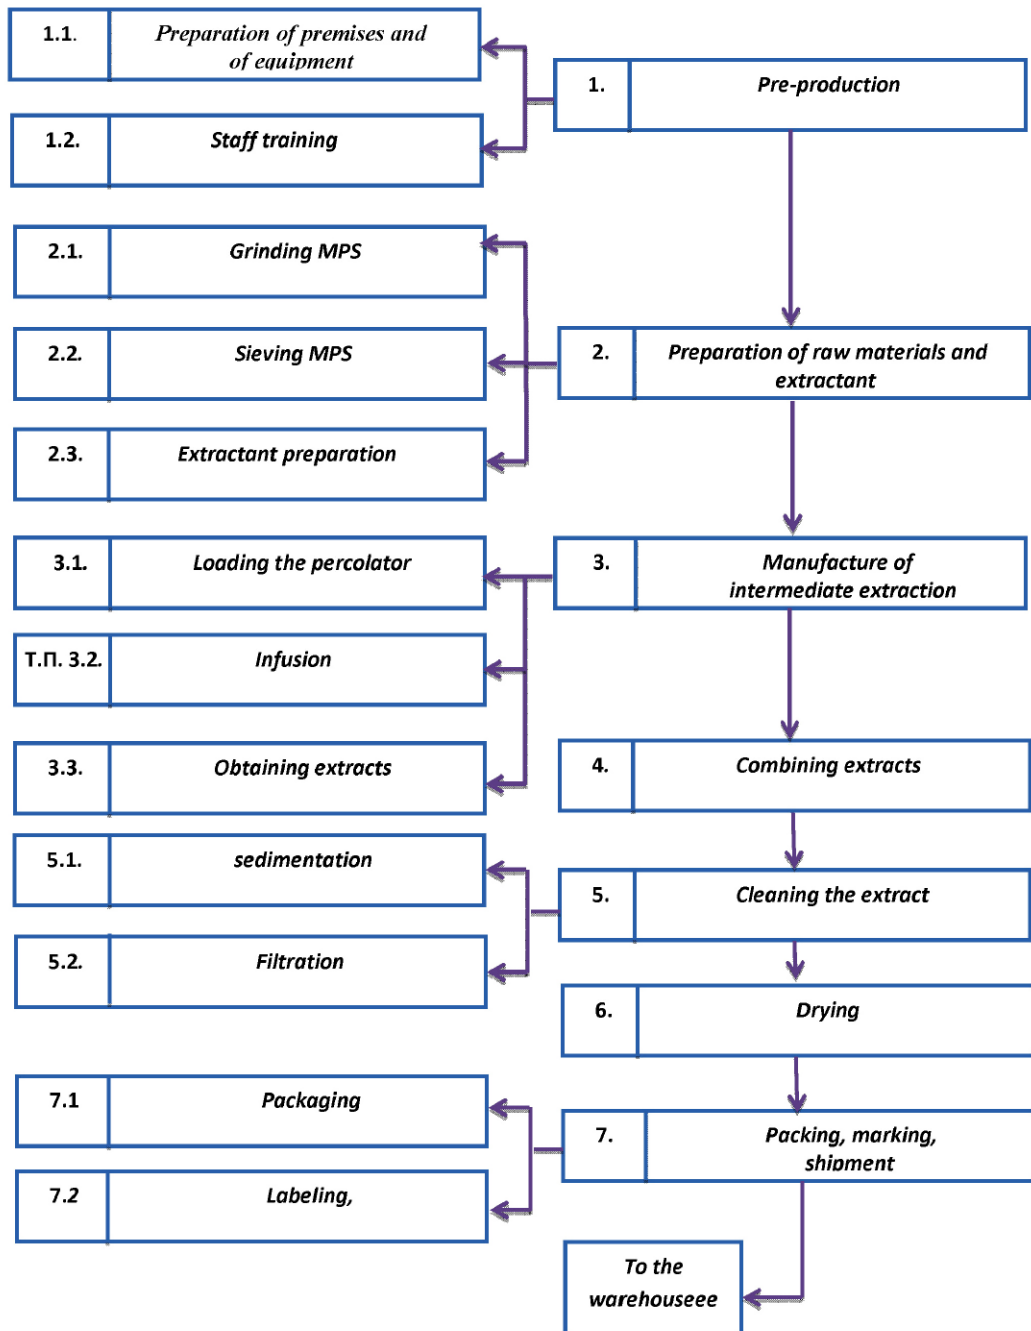 1.1. Preparation of premises and
of equipment
1. Pre-production
1.2. Staff training
2.1. Grinding MPS
2.2. Sieving MPS
2. Preparation of raw materials and
extractant
2.3. Extractant preparation
3.1. Loading the percolator
3. Manufacture of
intermediate extraction
Т.П. 3.2. Infusion
3.3. Obtaining extracts
4. Combining extracts
5.1. sedimentation
5. Cleaning the extract
5.2. Filtration
6. Drying
7.1 Packaging
7. Packing, marking,
shipment
7.2 Labeling,
To the
warehouseee